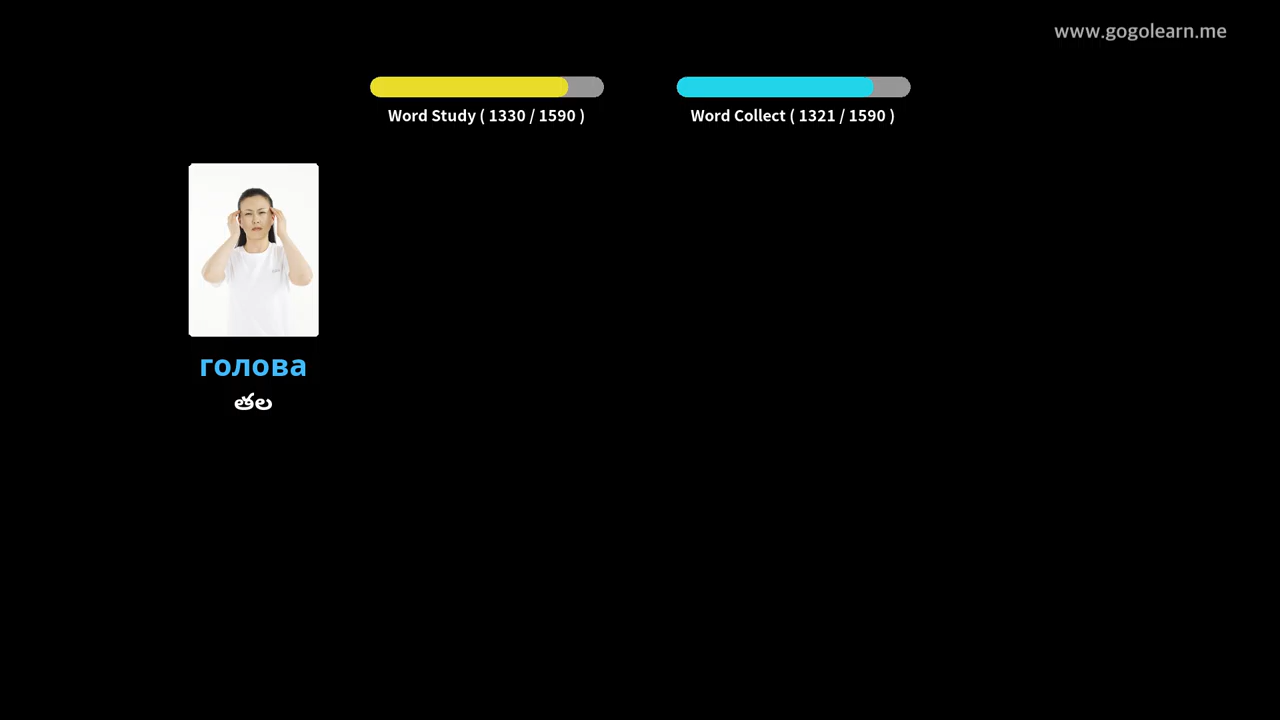 www.gogolearn.me
Word Study ( 1330 / 1590 )
Word Collect ( 1321 / 1590 )
голова
తల